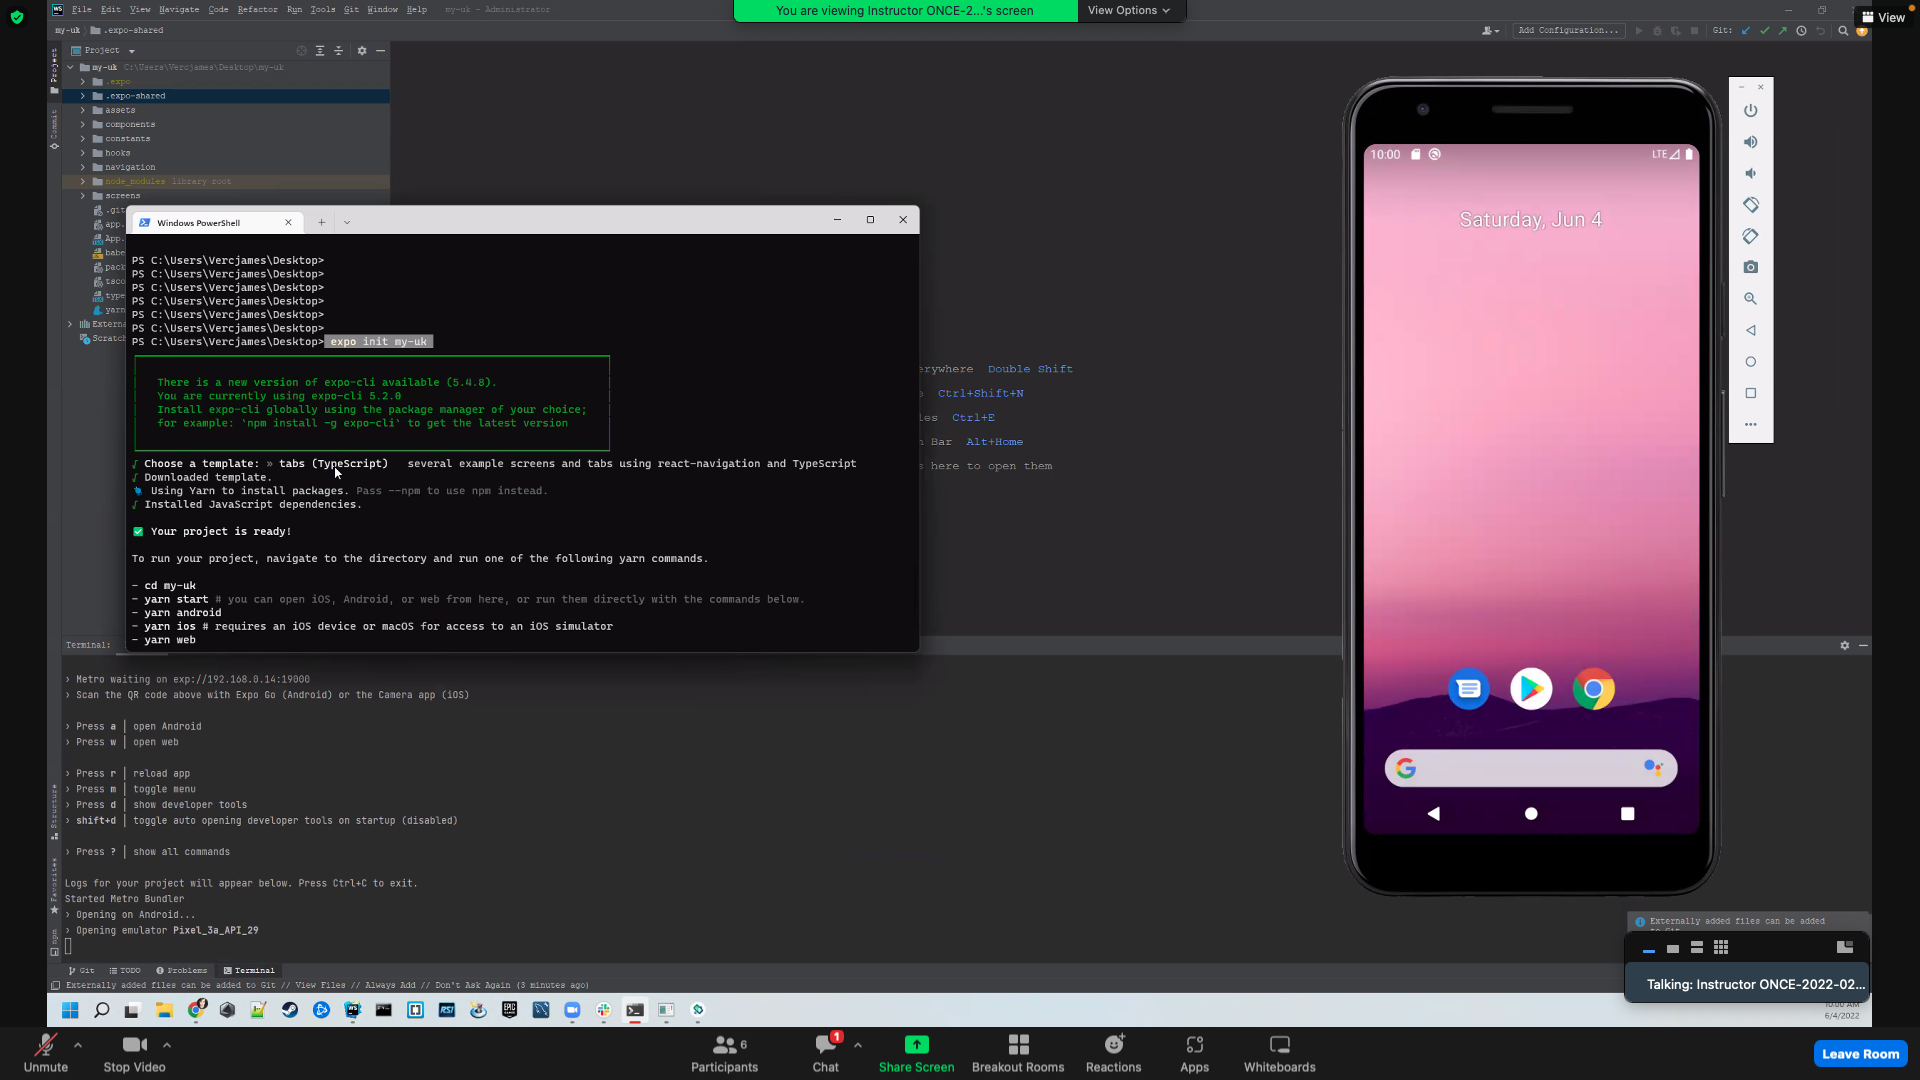 File Edit View Navigate Code Refactor Run Tools Git Window Help my-uk - Administrator
You are viewing Instructor ONCE-2...'s screen
View Options
View
my-uk .expo-shared
Add Configuration...
Git:
Project
Project
my-uk C:\Users\Vercjames\Desktop\my-uk
.expo
.expo-shared
assets
components
constants
hooks
navigation
node_modules library root
screens
.git
app.
App.
babe
pack
tsco
type
yarn
Externa
Scratch
Commit
Windows PowerShell
PS C:\Users\Vercjames\Desktop>
PS C:\Users\Vercjames\Desktop>
PS C:\Users\Vercjames\Desktop>
PS C:\Users\Vercjames\Desktop>
PS C:\Users\Vercjames\Desktop>
PS C:\Users\Vercjames\Desktop>
PS C:\Users\Vercjames\Desktop> expo init my-uk
There is a new version of expo-cli available (5.4.8).
You are currently using expo-cli 5.2.0
Install expo-cli globally using the package manager of your choice;
for example: `npm install -g expo-cli` to get the latest version
√ Choose a template: » tabs (TypeScript) several example screens and tabs using react-navigation and TypeScript
√ Downloaded template.
Using Yarn to install packages. Pass --npm to use npm instead.
√ Installed JavaScript dependencies.
✅ Your project is ready!
To run your project, navigate to the directory and run one of the following yarn commands.
- cd my-uk
- yarn start # you can open iOS, Android, or web from here, or run them directly with the commands below.
- yarn android
- yarn ios # requires an iOS device or macOS for access to an iOS simulator
- yarn web
erywhere Double Shift
e Ctrl+Shift+N
les Ctrl+E
n Bar Alt+Home
s here to open them
10:00
LTE
Saturday, Jun 4
Terminal:
› Metro waiting on exp://192.168.0.14:19000
› Scan the QR code above with Expo Go (Android) or the Camera app (iOS)
› Press a │ open Android
› Press w │ open web
› Press r │ reload app
› Press m │ toggle menu
› Press d │ show developer tools
› shift+d │ toggle auto opening developer tools on startup (disabled)
› Press ? │ show all commands
Logs for your project will appear below. Press Ctrl+C to exit.
Started Metro Bundler
› Opening on Android...
› Opening emulator Pixel_3a_API_29
Structure
Favorites
npm
Externally added files can be added
to Git
Git TODO Problems Terminal
Externally added files can be added to Git // View Files // Always Add // Don't Ask Again (3 minutes ago)
Talking: Instructor ONCE-2022-02...
10:00 AM
6/4/2022
RSI
EPIC GAMES
Unmute
Stop Video
6
Participants
1
Chat
Share Screen
Breakout Rooms
Reactions
Apps
Whiteboards
Leave Room